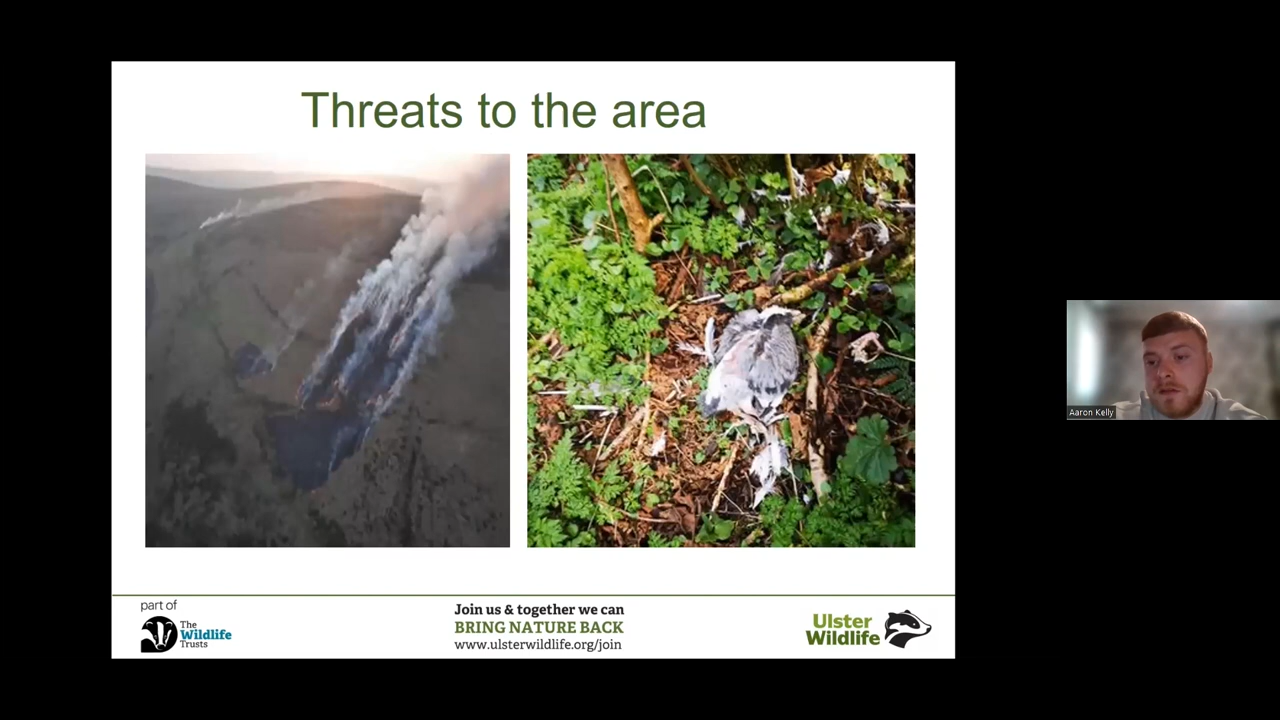 Threats to the area
Aaron Kelly
part of
The
Wildlife
Trusts
Join us & together we can
BRING NATURE BACK
www.ulsterwildlife.org/join
Ulster
Wildlife